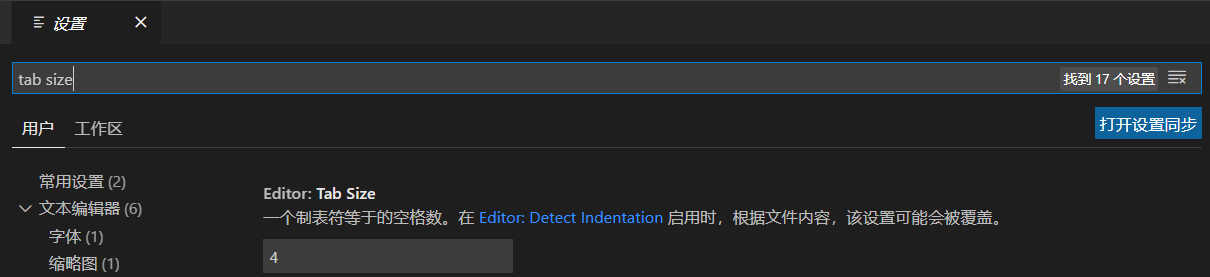 设置
tab size
找到 17 个设置
用户 工作区
打开设置同步
常用设置 (2)
文本编辑器 (6)
字体 (1)
缩略图 (1)
Editor: Tab Size
一个制表符等于的空格数。在 Editor: Detect Indentation 启用时，根据文件内容，该设置可能会被覆盖。
4